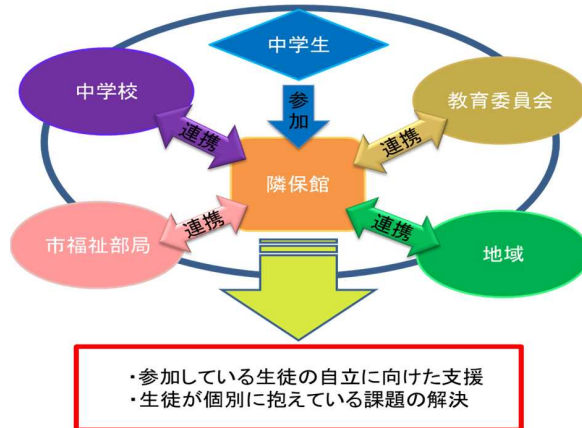 中学生
中学校
教育委員会
参加
連携
連携
隣保館
連携
連携
市福祉部局
地域
・参加している生徒の自立に向けた支援
・生徒が個別に抱えている課題の解決